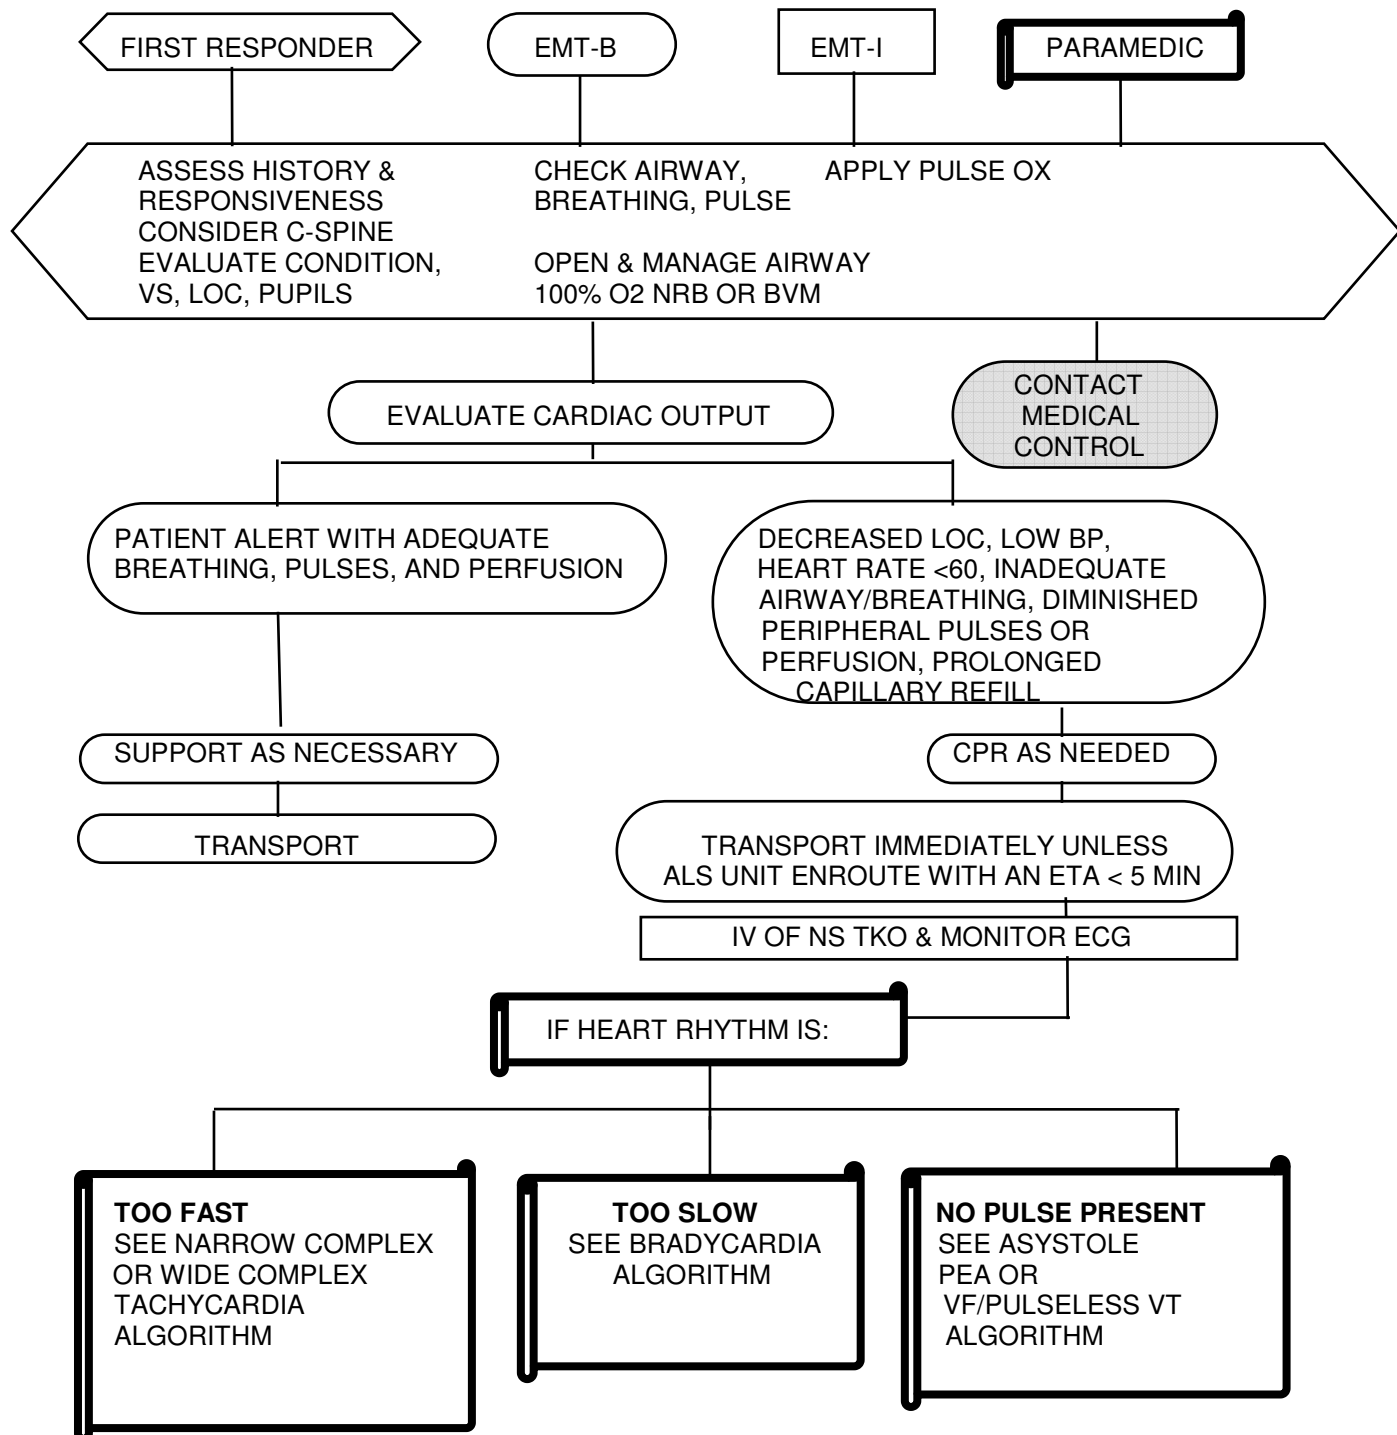 FIRST RESPONDER
EMT-B
EMT-I
PARAMEDIC
ASSESS HISTORY &
RESPONSIVENESS
CONSIDER C-SPINE
EVALUATE CONDITION,
VS, LOC, PUPILS
CHECK AIRWAY,
BREATHING, PULSE
OPEN & MANAGE AIRWAY
100% O2 NRB OR BVM
APPLY PULSE OX
EVALUATE CARDIAC OUTPUT
CONTACT
MEDICAL
CONTROL
PATIENT ALERT WITH ADEQUATE
BREATHING, PULSES, AND PERFUSION
DECREASED LOC, LOW BP,
HEART RATE <60, INADEQUATE
AIRWAY/BREATHING, DIMINISHED
PERIPHERAL PULSES OR
PERFUSION, PROLONGED
CAPILLARY REFILL
SUPPORT AS NECESSARY
TRANSPORT
CPR AS NEEDED
TRANSPORT IMMEDIATELY UNLESS
ALS UNIT ENROUTE WITH AN ETA < 5 MIN
IV OF NS TKO & MONITOR ECG
IF HEART RHYTHM IS:
TOO FAST
SEE NARROW COMPLEX
OR WIDE COMPLEX
TACHYCARDIA
ALGORITHM
TOO SLOW
SEE BRADYCARDIA
ALGORITHM
NO PULSE PRESENT
SEE ASYSTOLE
PEA OR
VF/PULSELESS VT
ALGORITHM